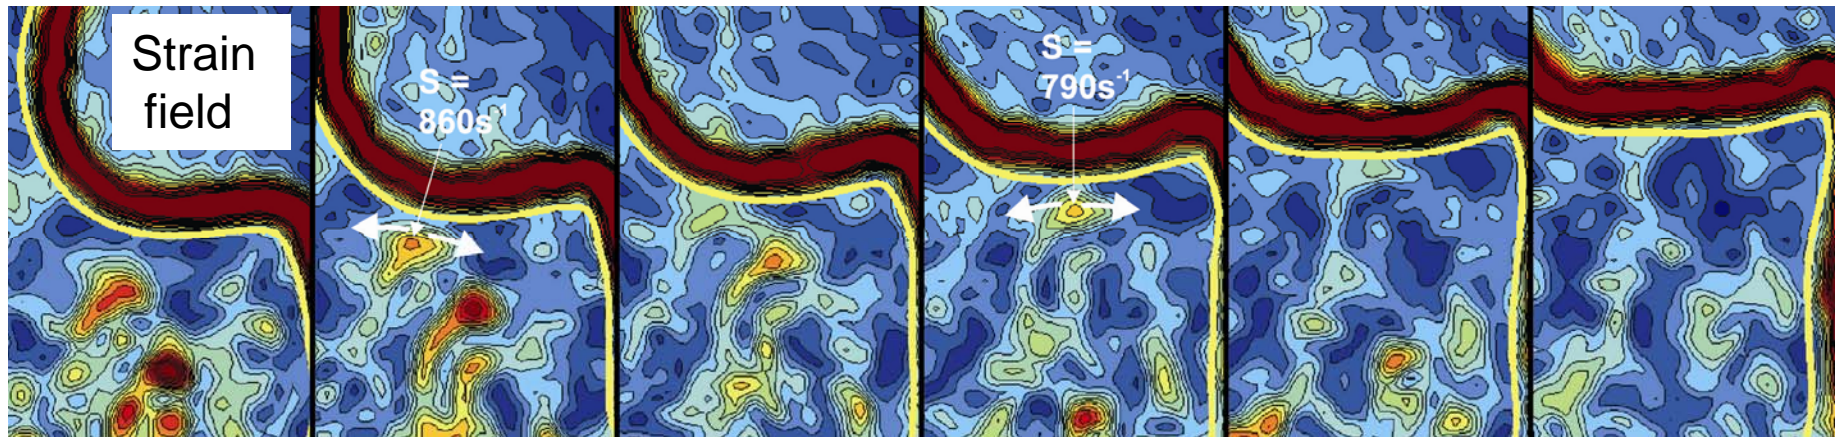 Strain
field
S =
860s⁻¹
S =
790s⁻¹